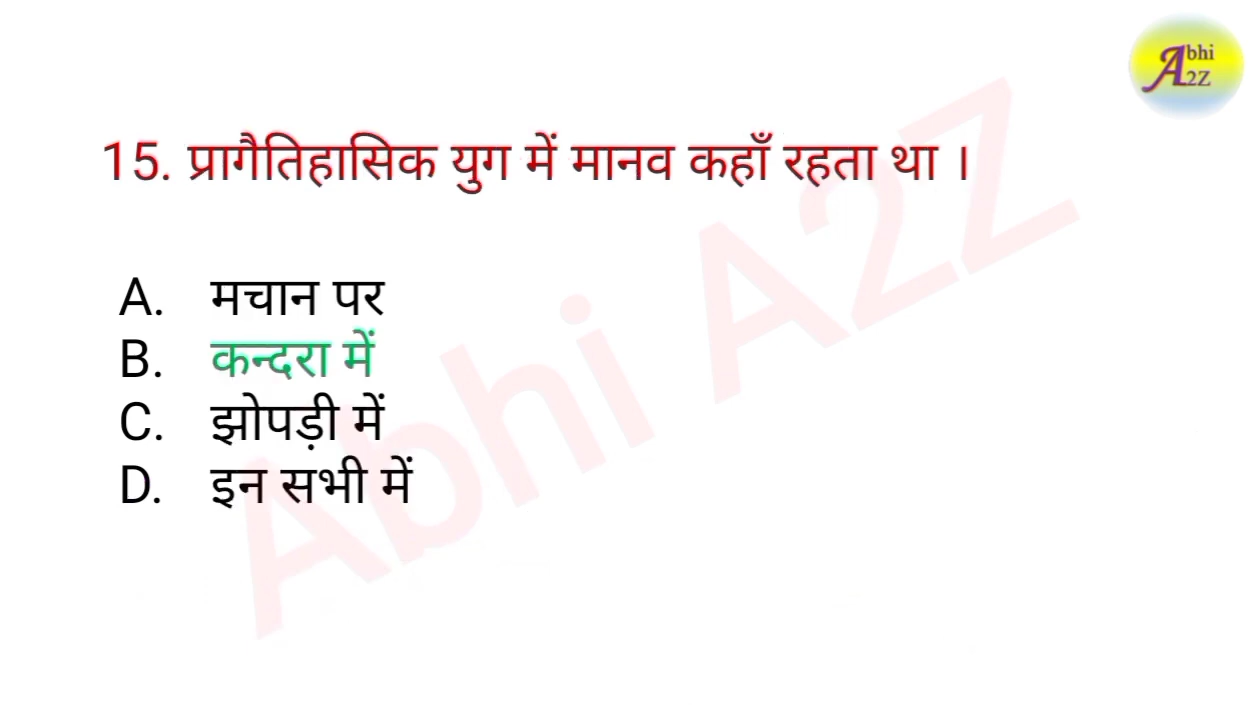 Abhi
A2Z
15. प्रागैतिहासिक युग में मानव कहाँ रहता था ।
A. मचान पर
B. कन्दरा में
C. झोपड़ी में
D. इन सभी में
Abhi A2Z